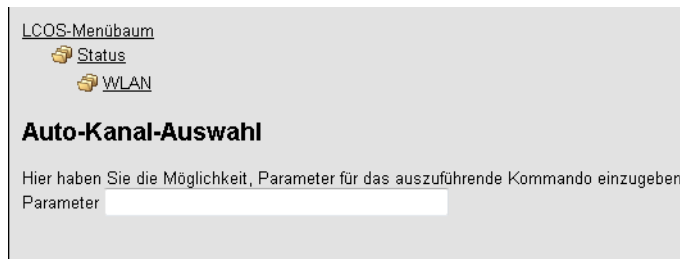 LCOS-Menübaum
Status
WLAN
Auto-Kanal-Auswahl
Hier haben Sie die Möglichkeit, Parameter für das auszuführende Kommando einzugeben
Parameter